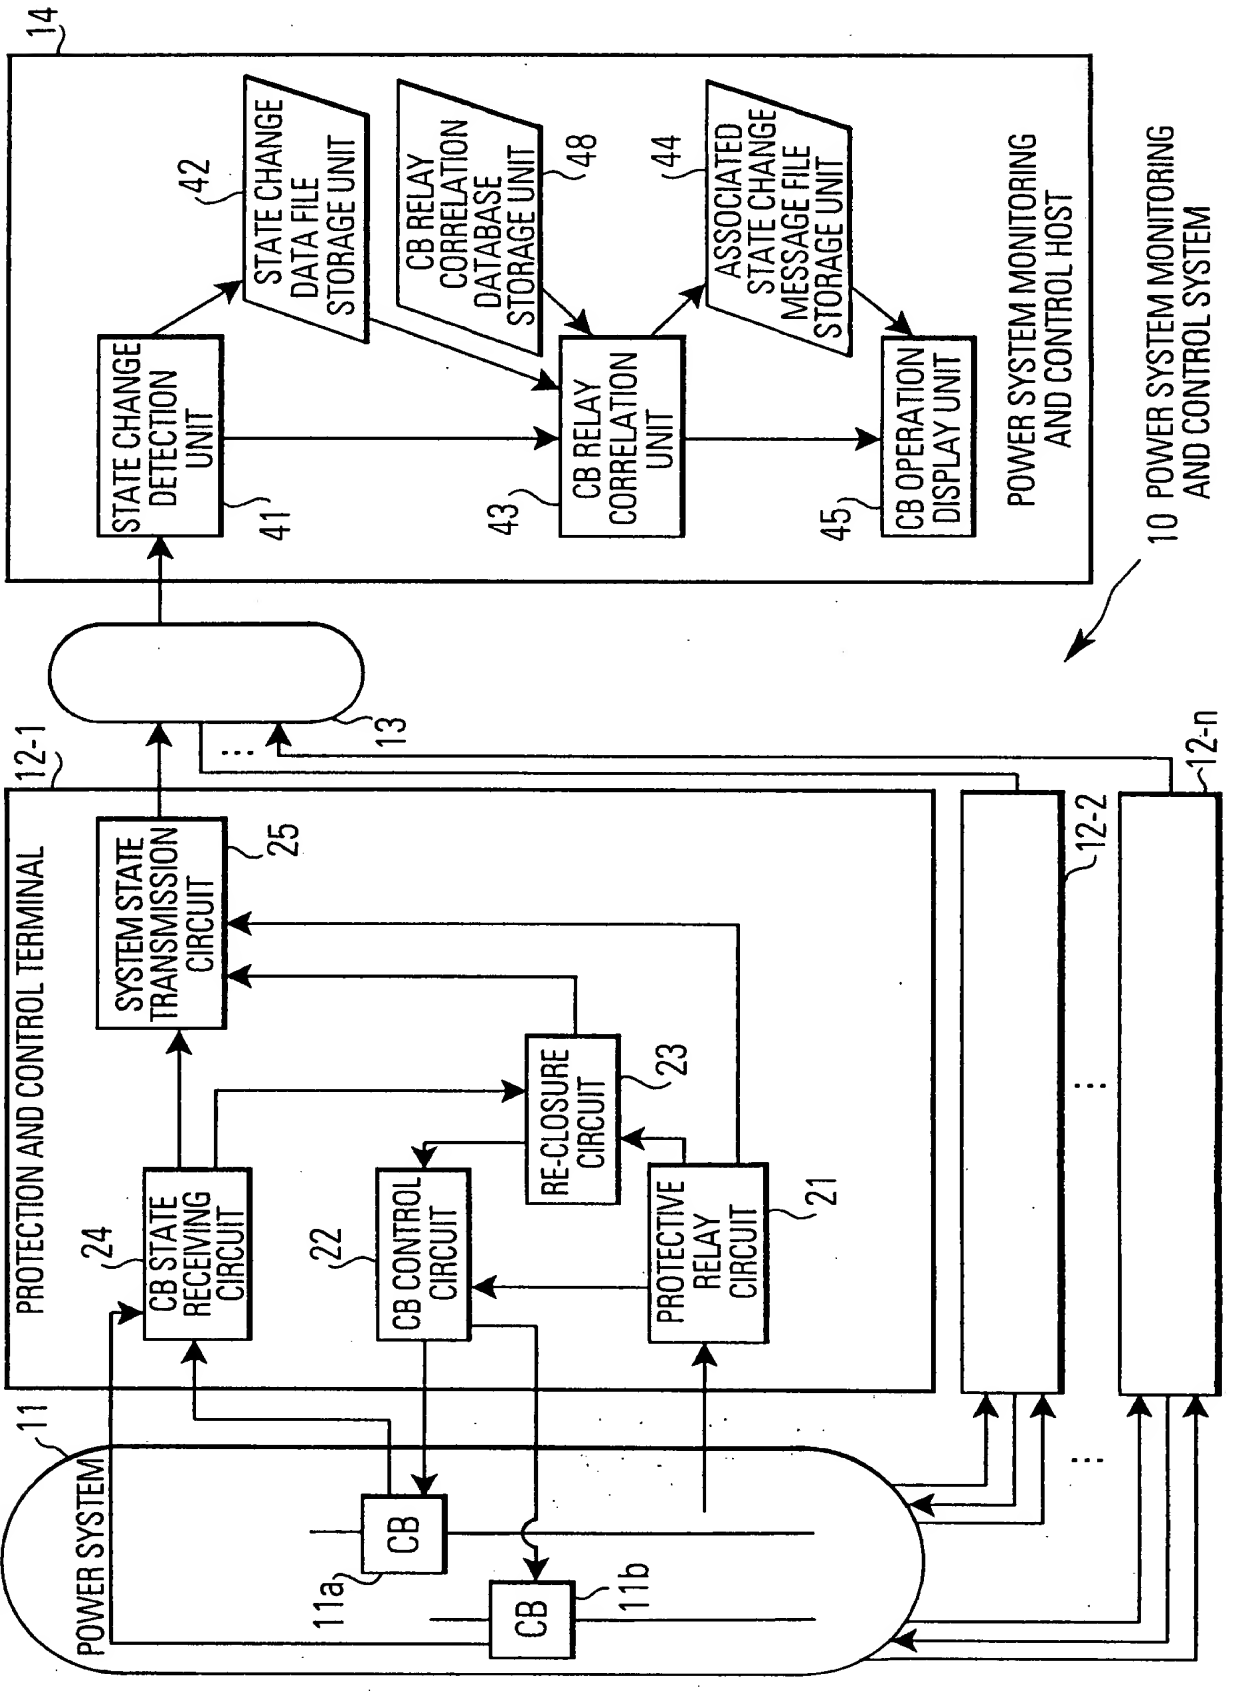 11
POWER SYSTEM
CB
11a
CB
11b
PROTECTION AND CONTROL TERMINAL
12-1
24
CB STATE
RECEIVING
CIRCUIT
22
CB CONTROL
CIRCUIT
PROTECTIVE
RELAY
CIRCUIT
21
RE-CLOSURE
CIRCUIT
23
SYSTEM STATE
TRANSMISSION
CIRCUIT
25
12-2
12-n
13
14
STATE CHANGE
DETECTION
UNIT
41
42
STATE CHANGE
DATA FILE
STORAGE UNIT
CB RELAY
CORRELATION
DATABASE
STORAGE UNIT
48
43
CB RELAY
CORRELATION
UNIT
44
ASSOCIATED
STATE CHANGE
MESSAGE FILE
STORAGE UNIT
45
CB OPERATION
DISPLAY UNIT
POWER SYSTEM MONITORING
AND CONTROL HOST
10 POWER SYSTEM MONITORING
AND CONTROL SYSTEM